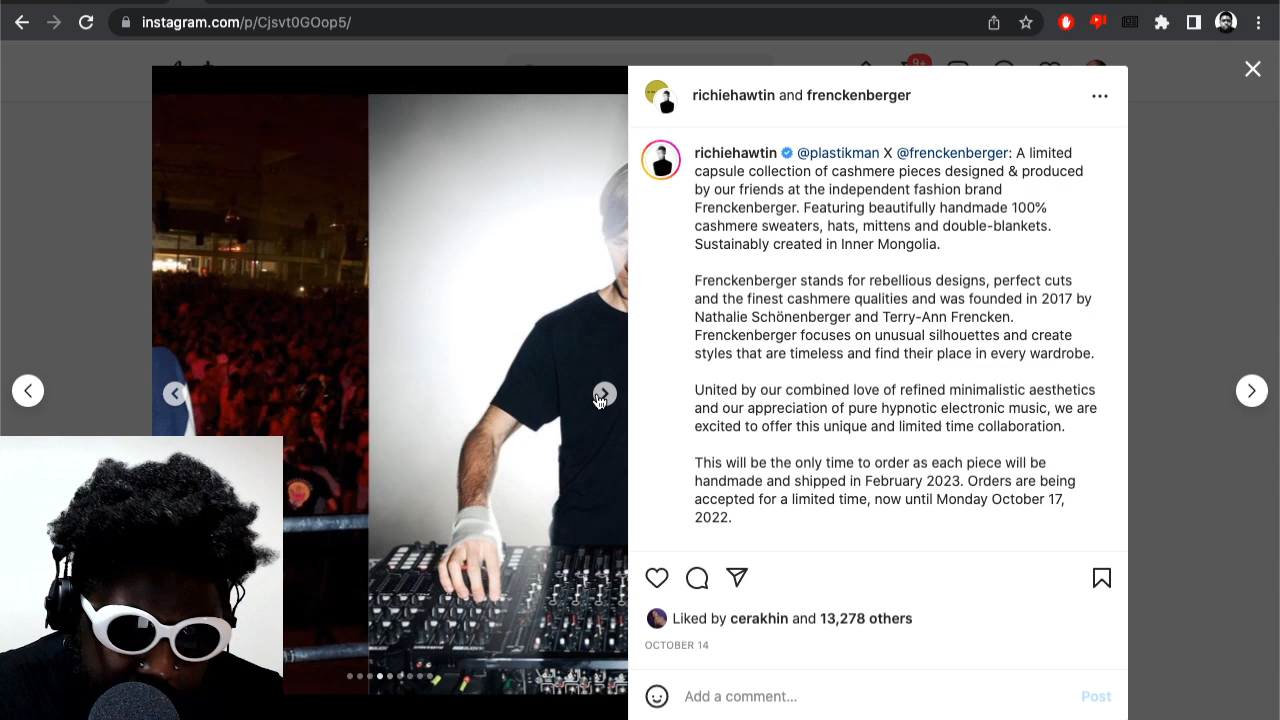 instagram.com/p/Cjsvt0GOop5/
9+
richiehawtin and frenckenberger
richiehawtin @plastikman X @frenckenberger: A limited
capsule collection of cashmere pieces designed & produced
by our friends at the independent fashion brand
Frenckenberger. Featuring beautifully handmade 100%
cashmere sweaters, hats, mittens and double-blankets.
Sustainably created in Inner Mongolia.
Frenckenberger stands for rebellious designs, perfect cuts
and the finest cashmere qualities and was founded in 2017 by
Nathalie Schönenberger and Terry-Ann Frencken.
Frenckenberger focuses on unusual silhouettes and create
styles that are timeless and find their place in every wardrobe.
United by our combined love of refined minimalistic aesthetics
and our appreciation of pure hypnotic electronic music, we are
excited to offer this unique and limited time collaboration.
This will be the only time to order as each piece will be
handmade and shipped in February 2023. Orders are being
accepted for a limited time, now until Monday October 17,
2022.
Liked by cerakhin and 13,278 others
OCTOBER 14
Add a comment...
Post